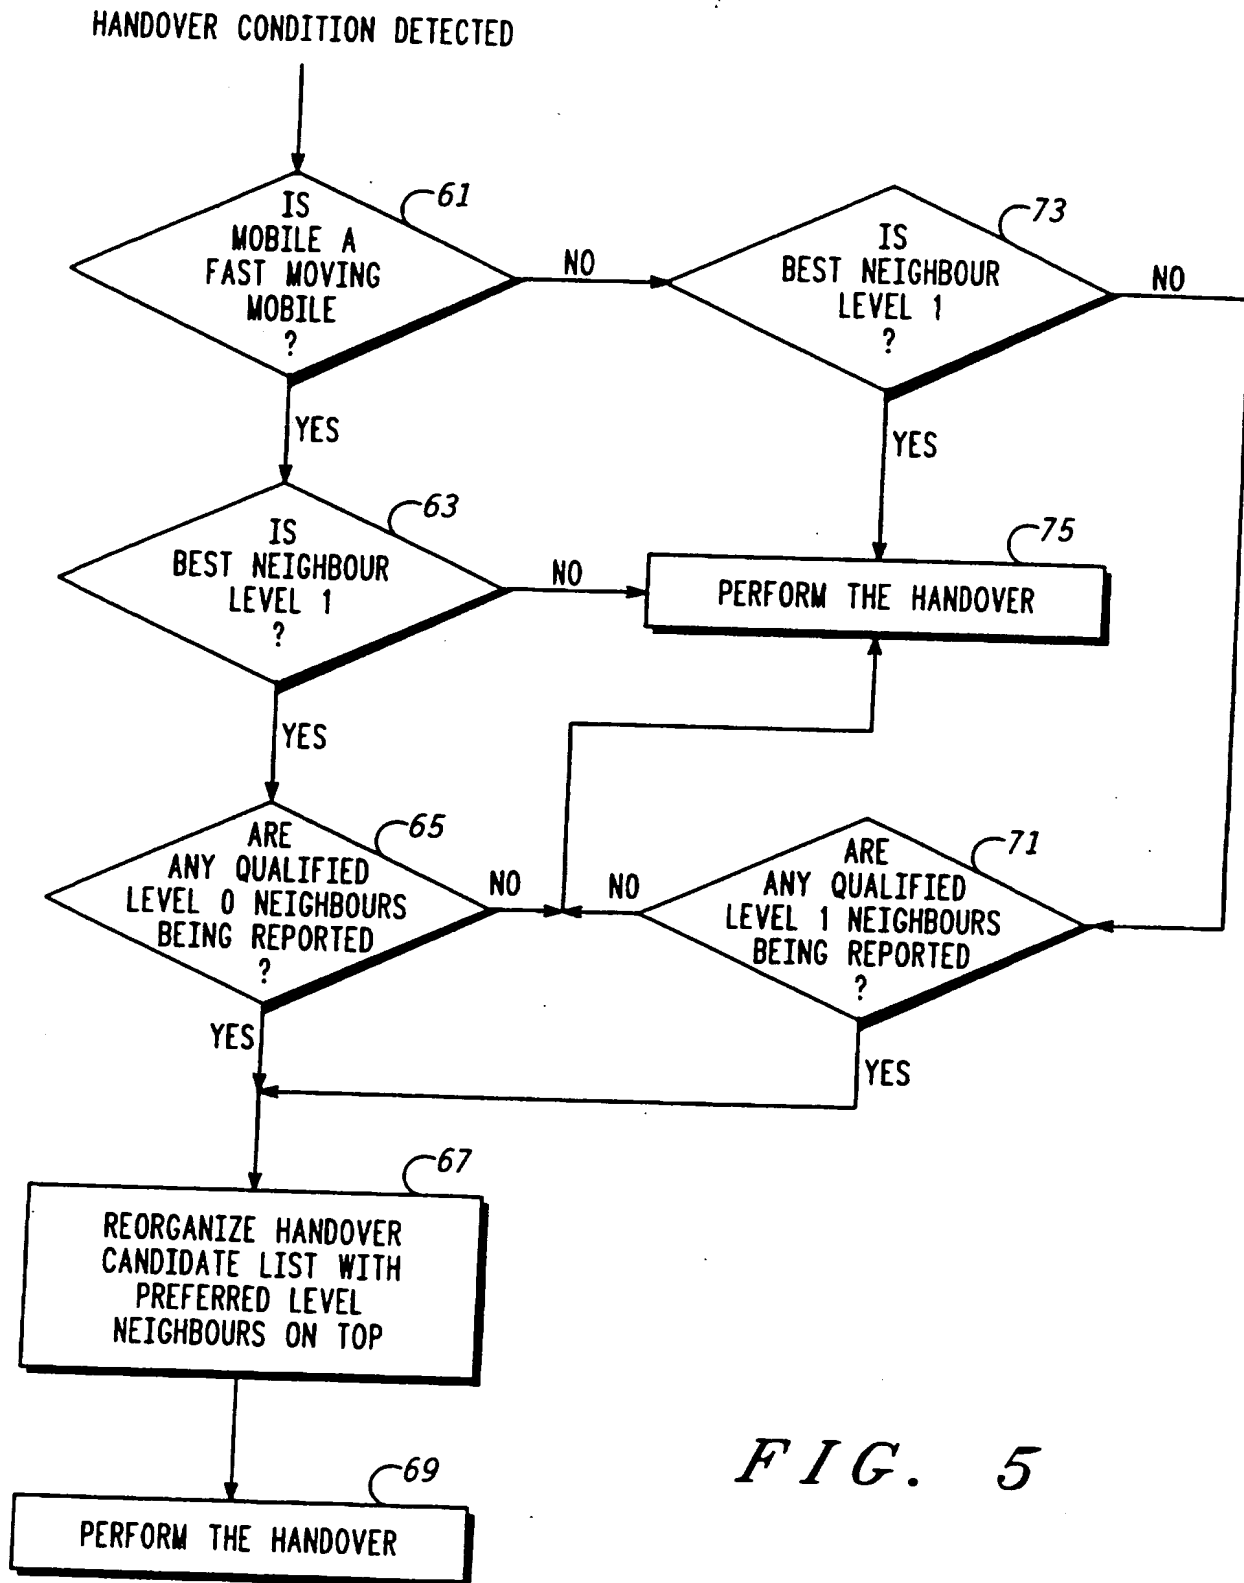 HANDOVER CONDITION DETECTED
61
IS
MOBILE A
FAST MOVING
MOBILE
?
NO
YES
73
IS
BEST NEIGHBOUR
LEVEL 1
?
NO
YES
63
IS
BEST NEIGHBOUR
LEVEL 1
?
NO
YES
75
PERFORM THE HANDOVER
65
ARE
ANY QUALIFIED
LEVEL 0 NEIGHBOURS
BEING REPORTED
?
NO
YES
71
ARE
ANY QUALIFIED
LEVEL 1 NEIGHBOURS
BEING REPORTED
?
NO
YES
67
REORGANIZE HANDOVER
CANDIDATE LIST WITH
PREFERRED LEVEL
NEIGHBOURS ON TOP
69
PERFORM THE HANDOVER
FIG. 5